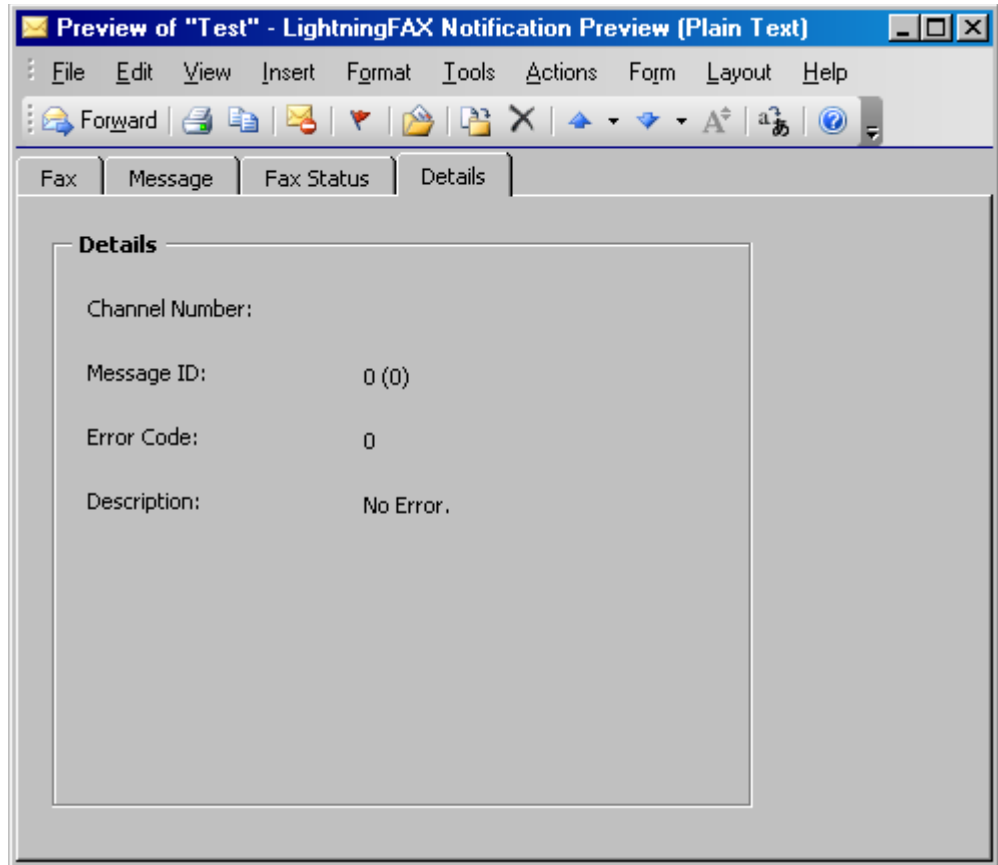 Preview of "Test" - LightningFAX Notification Preview (Plain Text)
File Edit View Insert Format Tools Actions Form Layout Help
Forward
Fax Message Fax Status Details
Details
Channel Number:
Message ID: 0 (0)
Error Code: 0
Description: No Error.